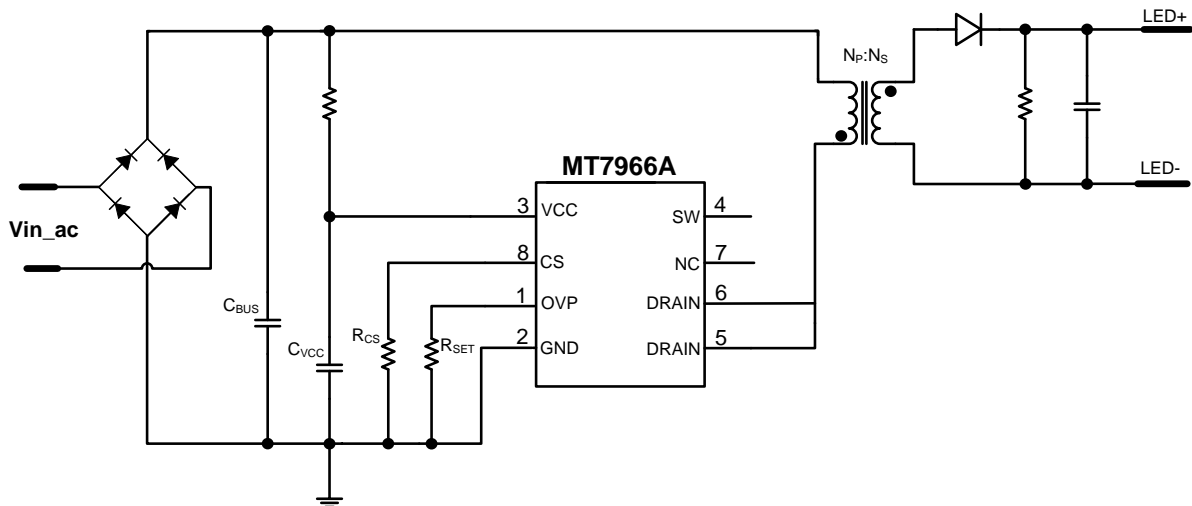 LED+
NP:NS
MT7966A
LED-
3 VCC SW 4
Vin_ac
8 CS NC 7
1 OVP DRAIN 6
CBUS
RCS RSET 2 GND DRAIN 5
CVCC